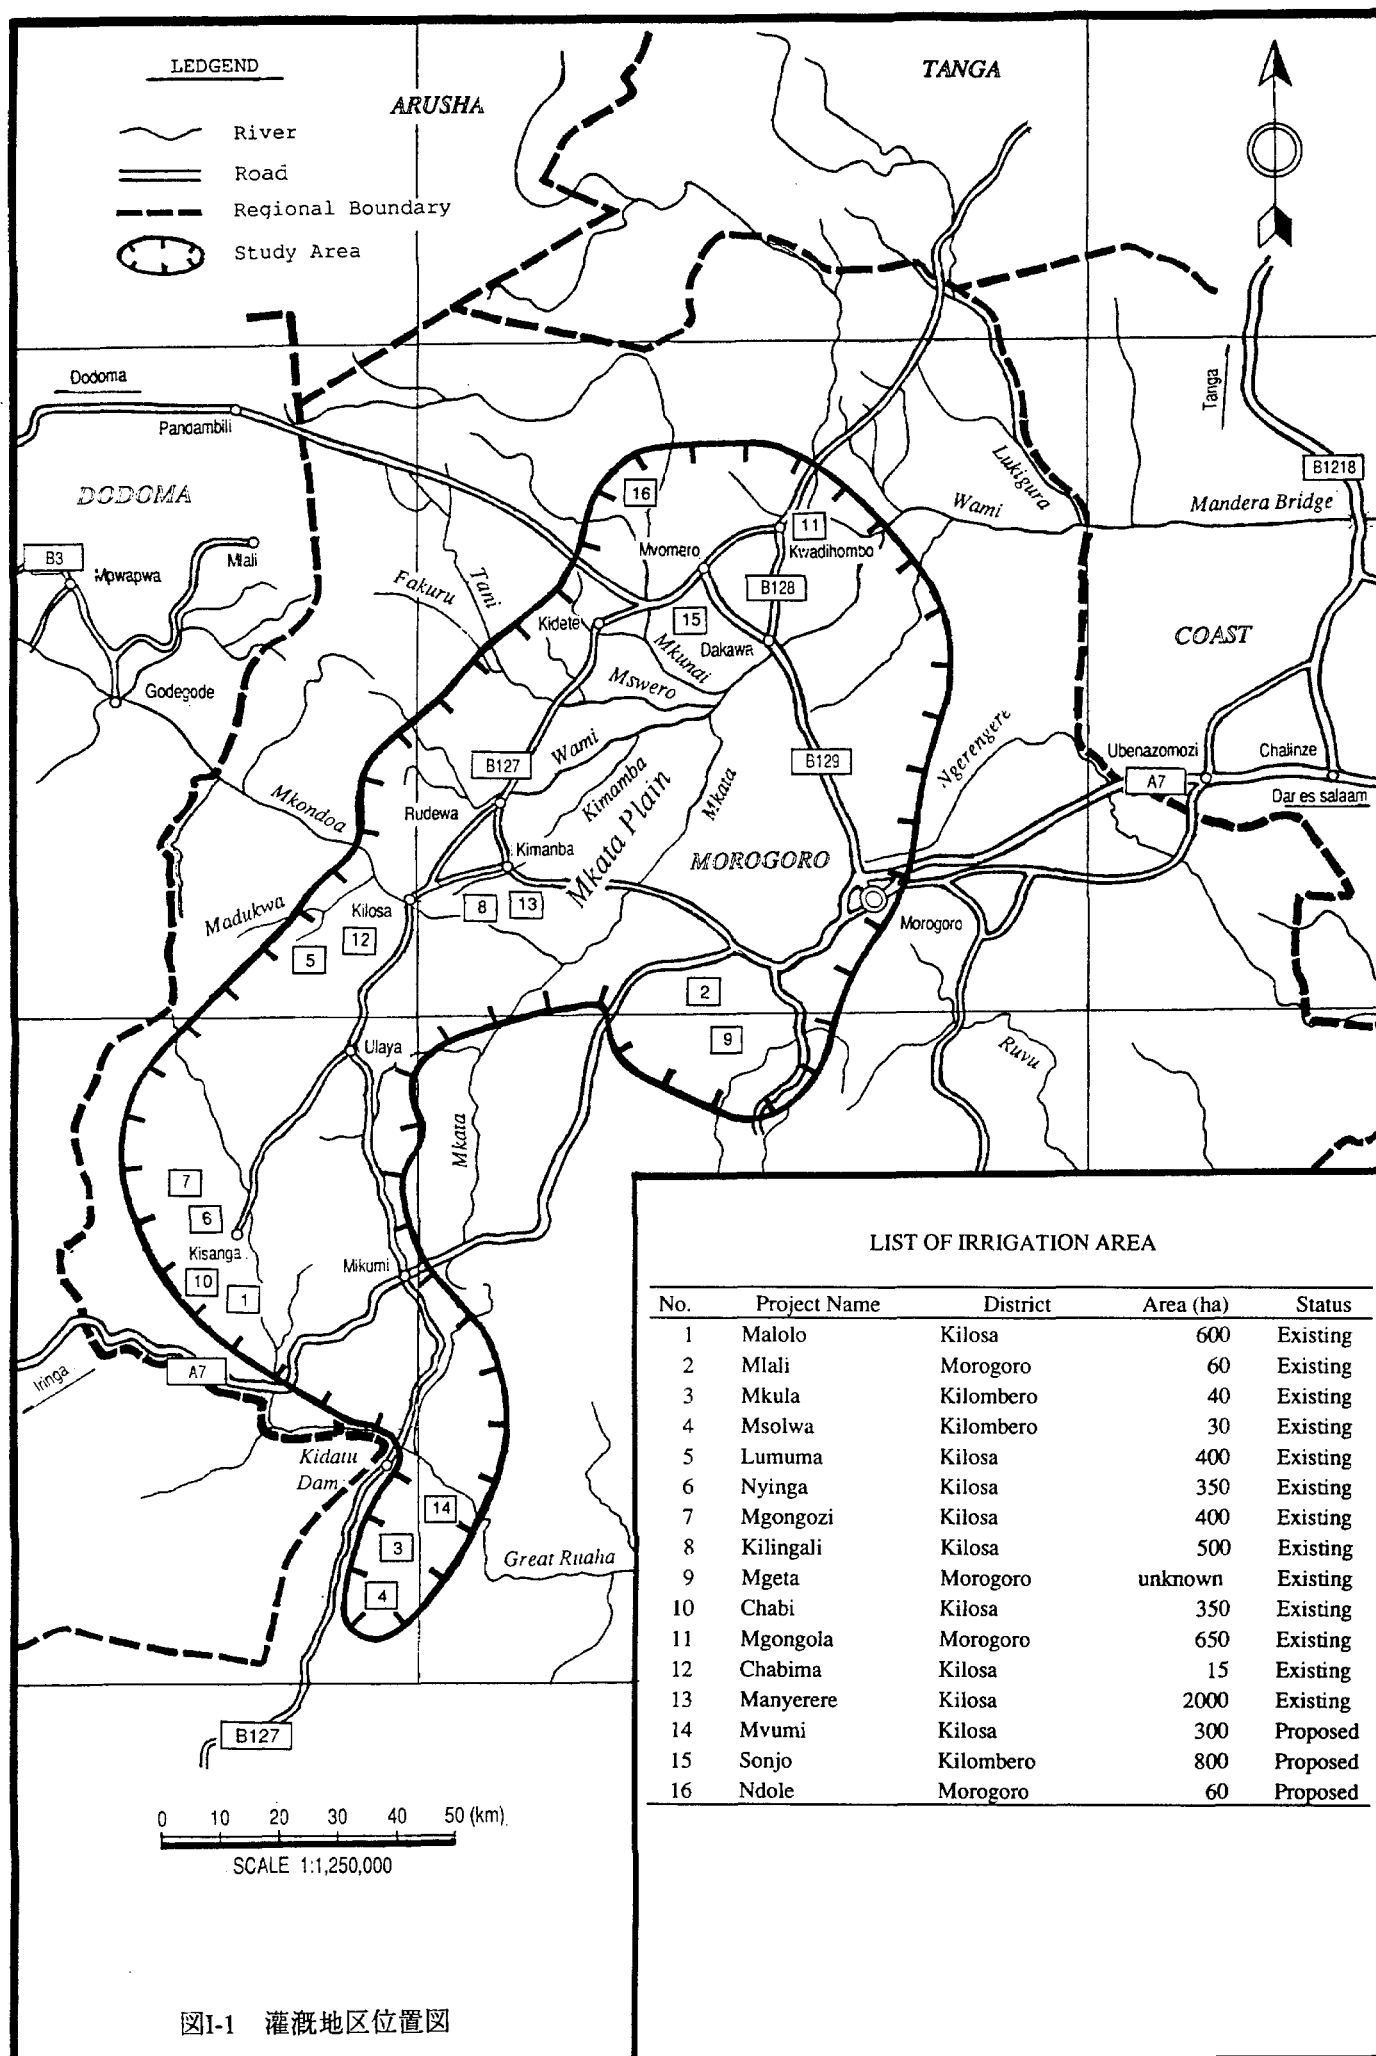 LEDGEND
River
Road
Regional Boundary
Study Area
ARUSHA
TANGA
Dodoma
Pandambili
DODOMA
B3
Mpwapwa
Mlali
Godegode
Fakuru
Tani
16
11
Mvomero
Kwadihombo
B128
Kidete
15
Dakawa
Mkunai
Mswero
Lukigura
Wami
Mandera Bridge
Tanga
B1218
COAST
Ngerengere
Ubenazomozi
Chalinze
A7
Dar es salaam
B127
Wami
B129
Rudewa
Kimamba
Mkata
Mkata Plain
Mkondoa
Kimanba
MOROGORO
Madukwa
Kilosa
8
13
12
5
Morogoro
2
9
Ulaya
Ruvu
Mkata
7
6
Kisanga
10
1
Mikumi
A7
Iringa
Kidatu
Dam
14
3
4
Great Ruaha
B127
0 10 20 30 40 50 (km)
SCALE 1:1,250,000
LIST OF IRRIGATION AREA
No. Project Name District Area (ha) Status
1 Malolo Kilosa 600 Existing
2 Mlali Morogoro 60 Existing
3 Mkula Kilombero 40 Existing
4 Msolwa Kilombero 30 Existing
5 Lumuma Kilosa 400 Existing
6 Nyinga Kilosa 350 Existing
7 Mgongozi Kilosa 400 Existing
8 Kilingali Kilosa 500 Existing
9 Mgeta Morogoro unknown Existing
10 Chabi Kilosa 350 Existing
11 Mgongola Morogoro 650 Existing
12 Chabima Kilosa 15 Existing
13 Manyerere Kilosa 2000 Existing
14 Mvumi Kilosa 300 Proposed
15 Sonjo Kilombero 800 Proposed
16 Ndole Morogoro 60 Proposed
図I-1 灌漑地区位置図